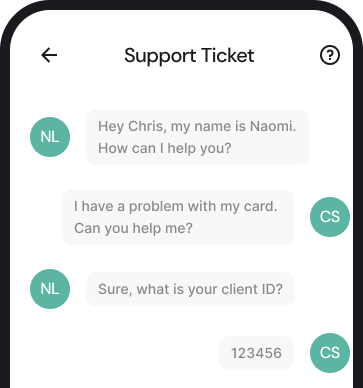 Support Ticket
NL
Hey Chris, my name is Naomi.
How can I help you?
I have a problem with my card.
Can you help me?
CS
NL
Sure, what is your client ID?
123456
CS